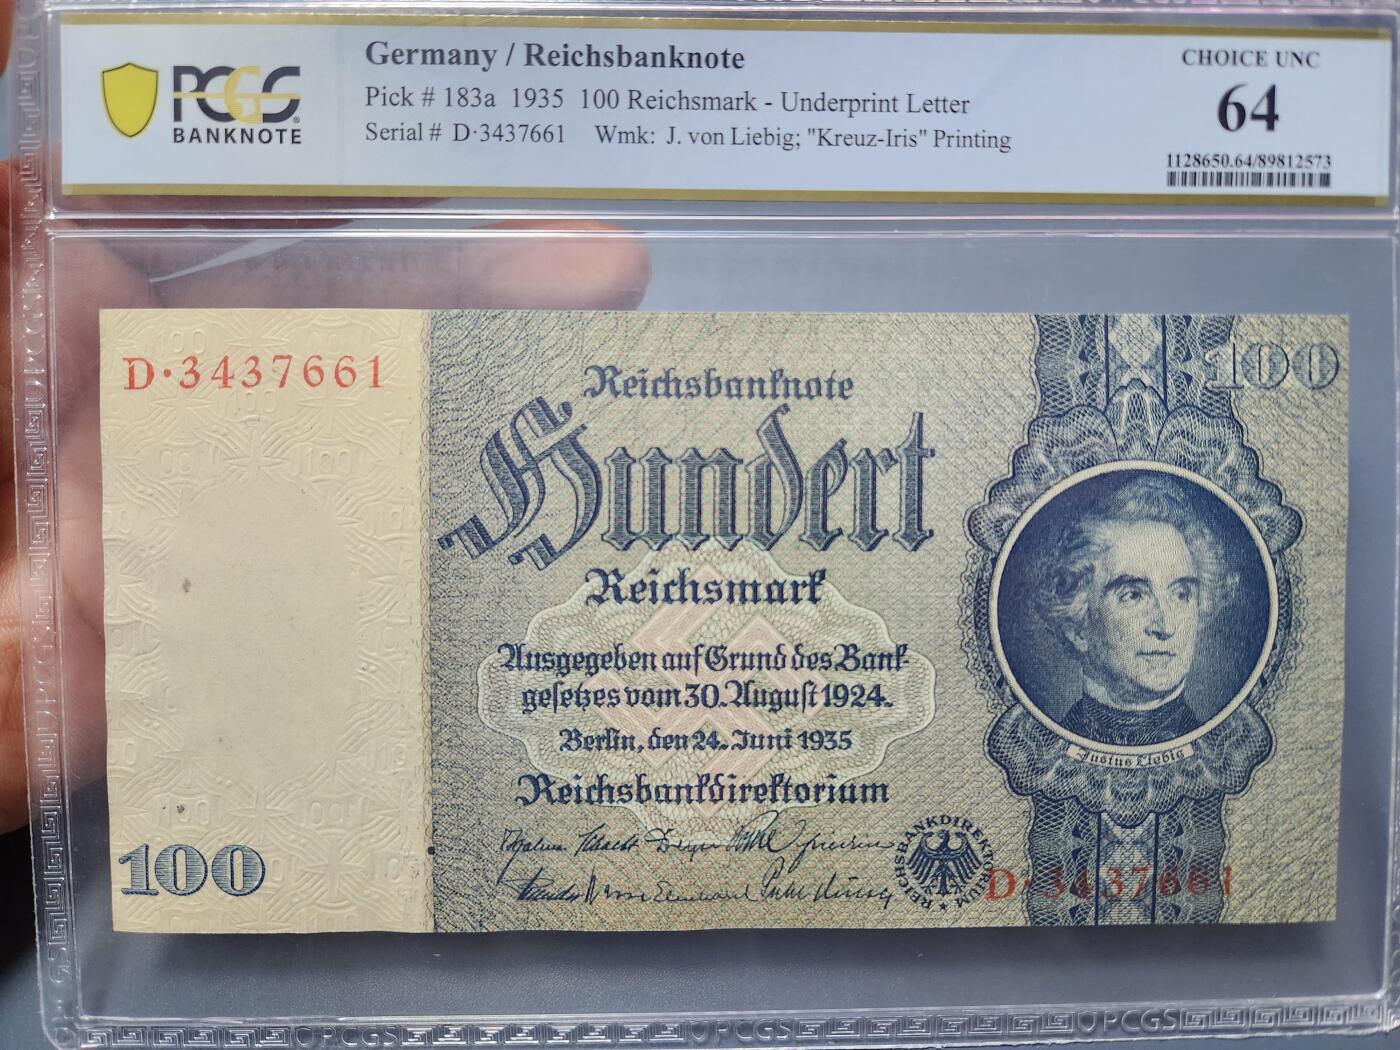 PCGS
BANKNOTE
Germany / Reichsbanknote
Pick # 183a 1935 100 Reichsmark - Underprint Letter
Serial # D·3437661 Wmk: J. von Liebig; "Kreuz-Iris" Printing
CHOICE UNC
64
1128650.64/89812573
D·3437661
100
Reichsbanknote
Hundert
Reichsmark
Ausgegeben auf Grund des Bank-
gesetzes vom 30. August 1924.
Berlin, den 24. Juni 1935
Reichsbankdirektorium
Justus Liebig
REICHSBANKDIREKTORIUM
D·3437661
100
PCGS